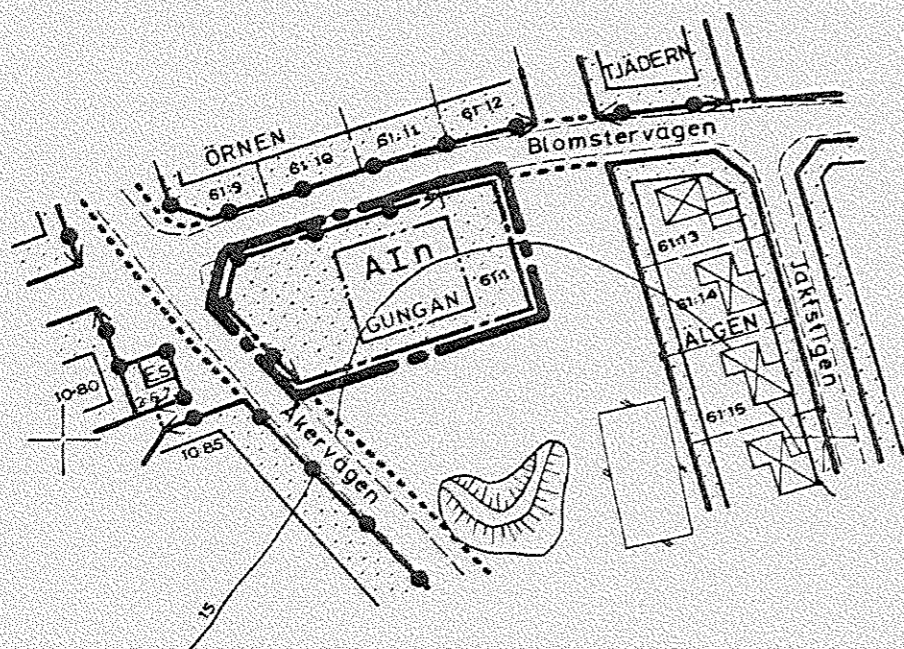 TJÄDERN
ÖRNEN
61·9
61·10
61·11
61·12
Blomstervägen
AIn
GUNGAN
61:1
61·13
61·14
ÄLGEN
61·15
Jaktstigen
10·80
ES
10·85
Åkervägen
15